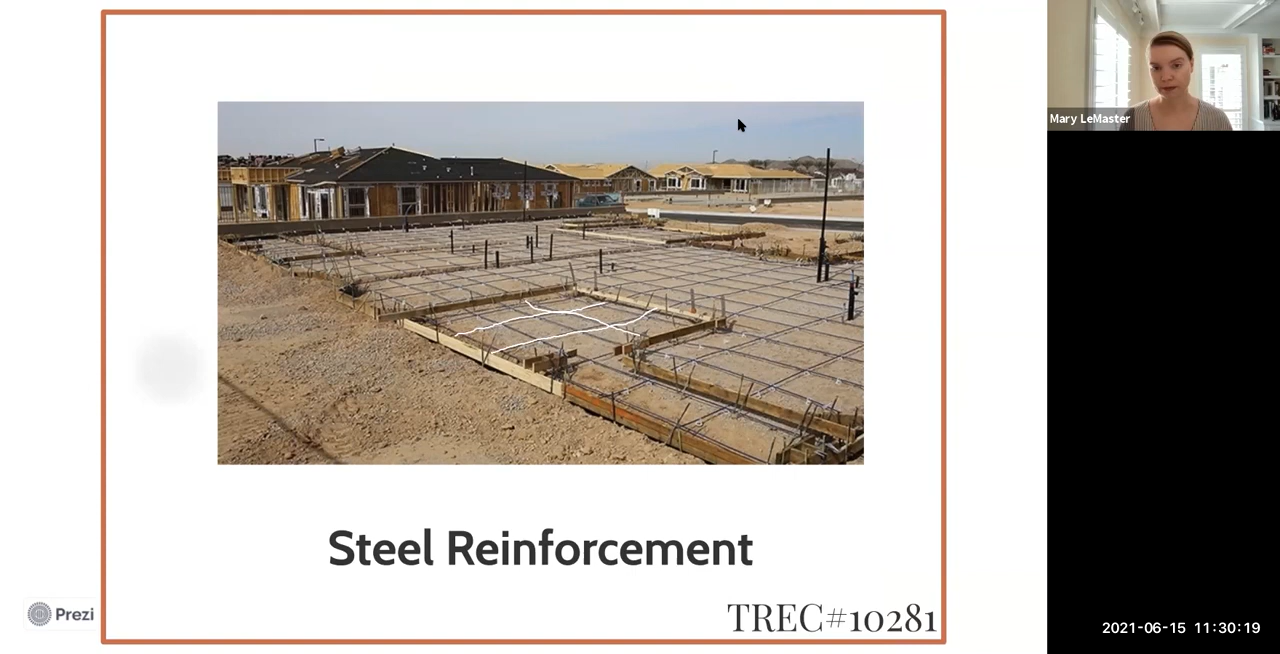 Mary LeMaster
Steel Reinforcement
TREC#10281
Prezi
2021-06-15 11:30:19